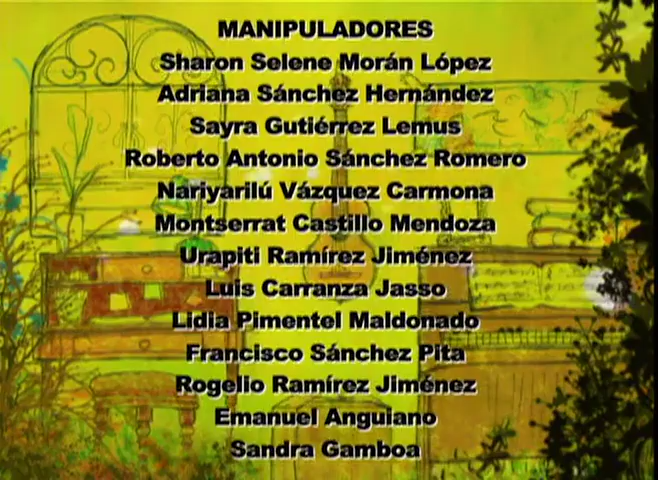 MANIPULADORES
Sharon Selene Morán López
Adriana Sánchez Hernández
Sayra Gutiérrez Lemus
Roberto Antonio Sánchez Romero
Nariyarilú Vázquez Carmona
Montserrat Castillo Mendoza
Urapiti Ramírez Jiménez
Luis Carranza Jasso
Lidia Pimentel Maldonado
Francisco Sánchez Pita
Rogelio Ramírez Jiménez
Emanuel Anguiano
Sandra Gamboa